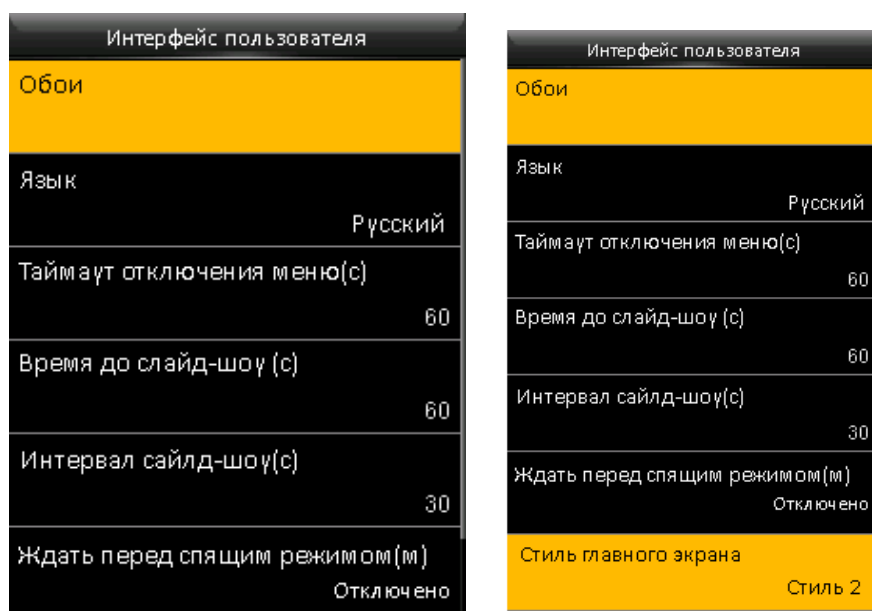 Интерфейс пользователя
Обои
Язык
Русский
Таймаут отключения меню(с)
60
Время до слайд-шоу (с)
60
Интервал сайлд-шоу(с)
30
Ждать перед спящим режимом(м)
Отключено
Интерфейс пользователя
Обои
Язык
Русский
Таймаут отключения меню(с)
60
Время до слайд-шоу (с)
60
Интервал сайлд-шоу(с)
30
Ждать перед спящим режимом(м)
Отключено
Стиль главного экрана
Стиль 2